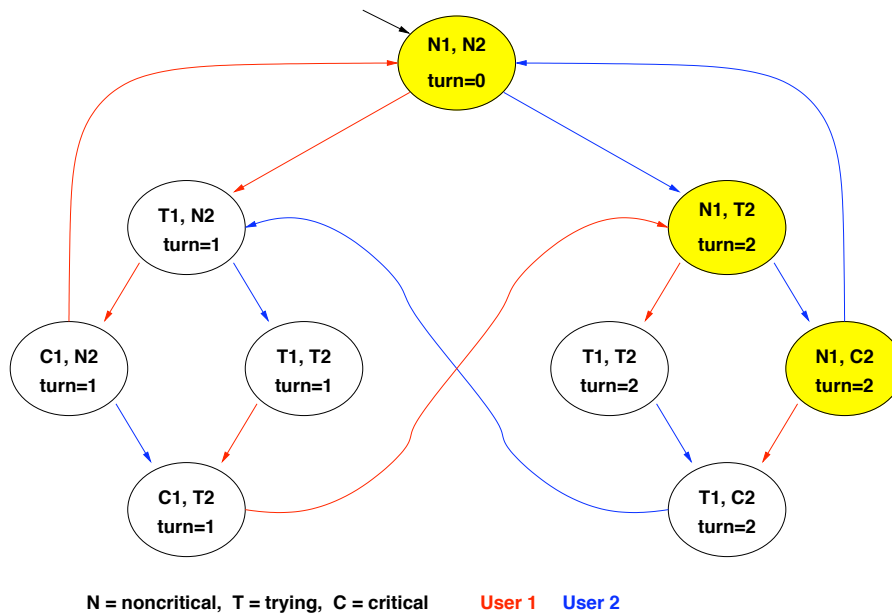 N1, N2
turn=0
T1, N2
turn=1
N1, T2
turn=2
C1, N2
turn=1
T1, T2
turn=1
T1, T2
turn=2
N1, C2
turn=2
C1, T2
turn=1
T1, C2
turn=2
N = noncritical, T = trying, C = critical User 1 User 2